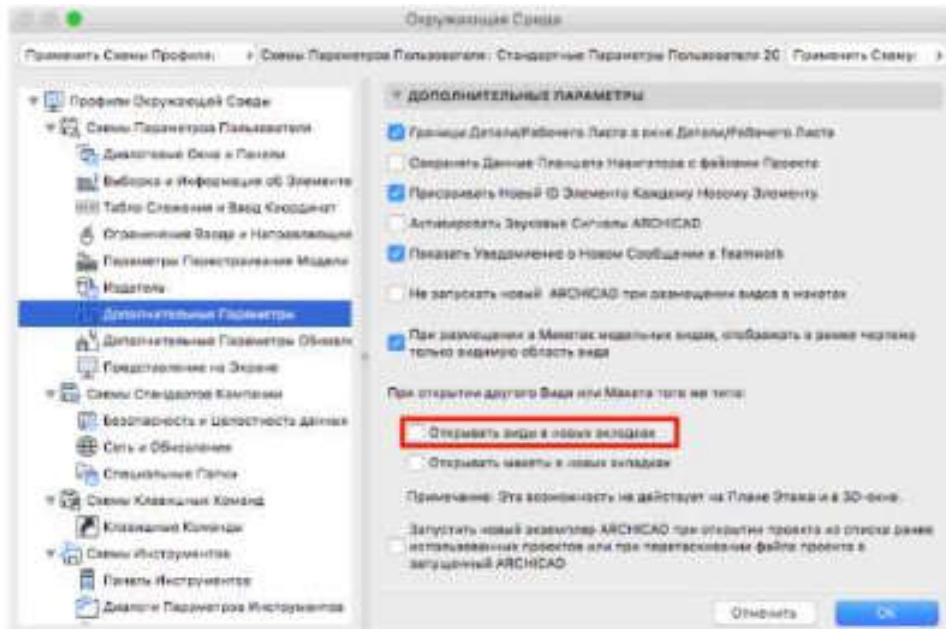 Окружающая Среда
Применить Схемы Профиля:
Схемы Параметров Пользователя : Стандартные Параметры Пользователя 20
Применить Схему:
Профили Окружающей Среды
Схемы Параметров Пользователя
Диалоговые Окна и Панели
Выборка и Информация об Элементе
Табло Слежения и Ввод Координат
Ограничения Ввода и Направляющие
Параметры Перестраивания Модели
Издатель
Дополнительные Параметры
Дополнительные Параметры Обновле
Представление на Экране
Схемы Стандартов Компании
Безопасность и Целостность данных
Сеть и Обновление
Специальные Папки
Схемы Клавишных Команд
Клавишные Команды
Схемы Инструментов
Панель Инструментов
Диалоги Параметров Инструментов
ДОПОЛНИТЕЛЬНЫЕ ПАРАМЕТРЫ
Границы Детали/Рабочего Листа в окне Детали/Рабочего Листа
Сохранять Данные Планшета Навигатора с файлами Проекта
Присваивать Новый ID Элемента Каждому Новому Элементу
Активировать Звуковые Сигналы ARCHICAD
Показать Уведомление о Новом Сообщении в Teamwork
Не запускать новый ARCHICAD при размещении видов в макетах
При размещении в Макетах модельных видов, отображать в рамке чертежа
только видимую область вида
При открытии другого Вида или Макета того же типа:
Открывать виды в новых вкладках
Открывать макеты в новых вкладках
Примечание: Эта возможность не действует на Плане Этажа и в 3D-окне.
Запустить новый экземпляр ARCHICAD при открытии проекта из списка ранее
использованных проектов или при перетаскивании файла проекта в
запущенный ARCHICAD
Отменить
OK